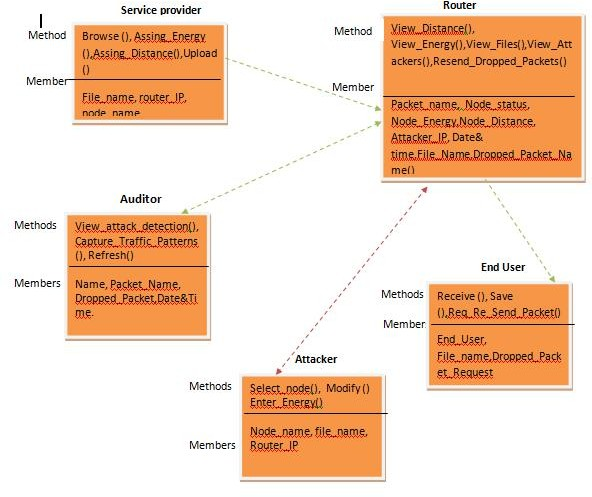 Service provider
Method
Browse (), Assing_Energy
(),Assing_Distance(),Upload
()
Member
File_name, router_IP,
node_name
Router
Method
View_Distance(),
View_Energy(),View_Files(),View_Att
ackers(),Resend_Dropped_Packets()
Member
Packet_name, Node_status,
Node_Energy,Node_Distance,
Attacker_IP, Date&
time,File_Name,Dropped_Packet_Na
me()
Auditor
Methods
View_attack_detection(),
Capture_Traffic_Patterns
(), Refresh()
Members
Name, Packet_Name,
Dropped_Packet,Date&Ti
me.
End User
Methods
Receive (), Save
(),Req_Re_Send_Packet()
Member
End_User,
File_name,Dropped_Pack
et_Request
Attacker
Methods
Select_node(), Modify()
Enter_Energy()
Members
Node_name, file_name,
Router_IP